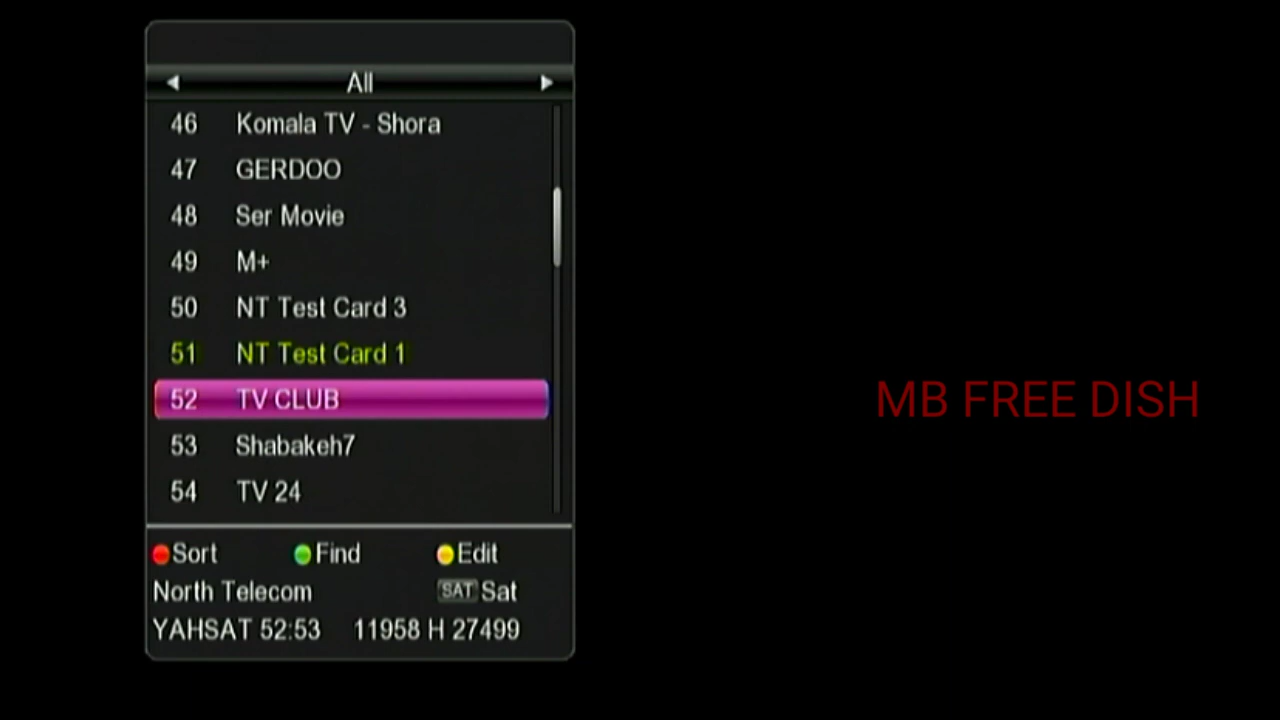 All
46 Komala TV - Shora
47 GERDOO
48 Ser Movie
49 M+
50 NT Test Card 3
51 NT Test Card 1
52 TV CLUB
53 Shabakeh7
54 TV 24
Sort Find Edit
North Telecom SAT Sat
YAHSAT 52:53 11958 H 27499
MB FREE DISH